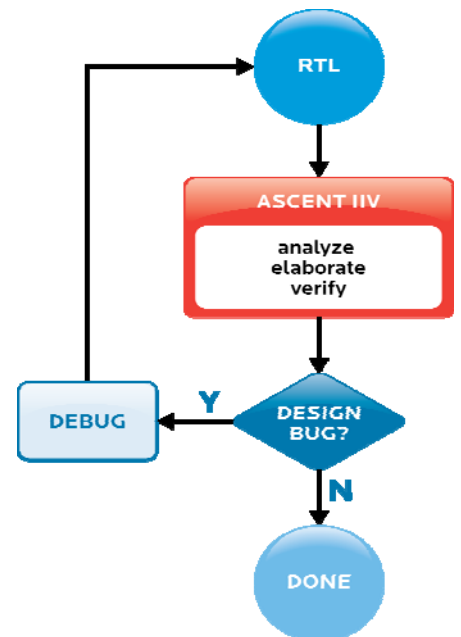 RTL
ASCENT IIV
analyze
elaborate
verify
DESIGN
BUG?
Y
DEBUG
N
DONE